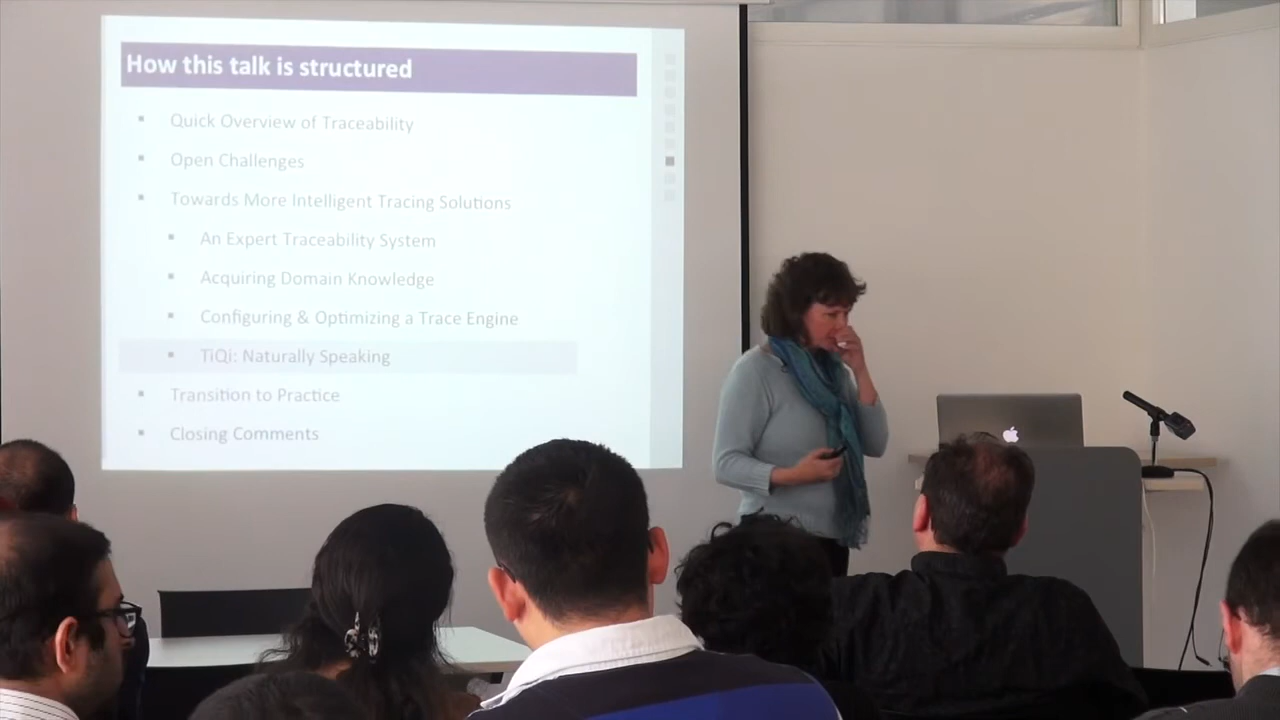 How this talk is structured
Quick Overview of Traceability
Open Challenges
Towards More Intelligent Tracing Solutions
An Expert Traceability System
Acquiring Domain Knowledge
Configuring & Optimizing a Trace Engine
TiQi: Naturally Speaking
Transition to Practice
Closing Comments